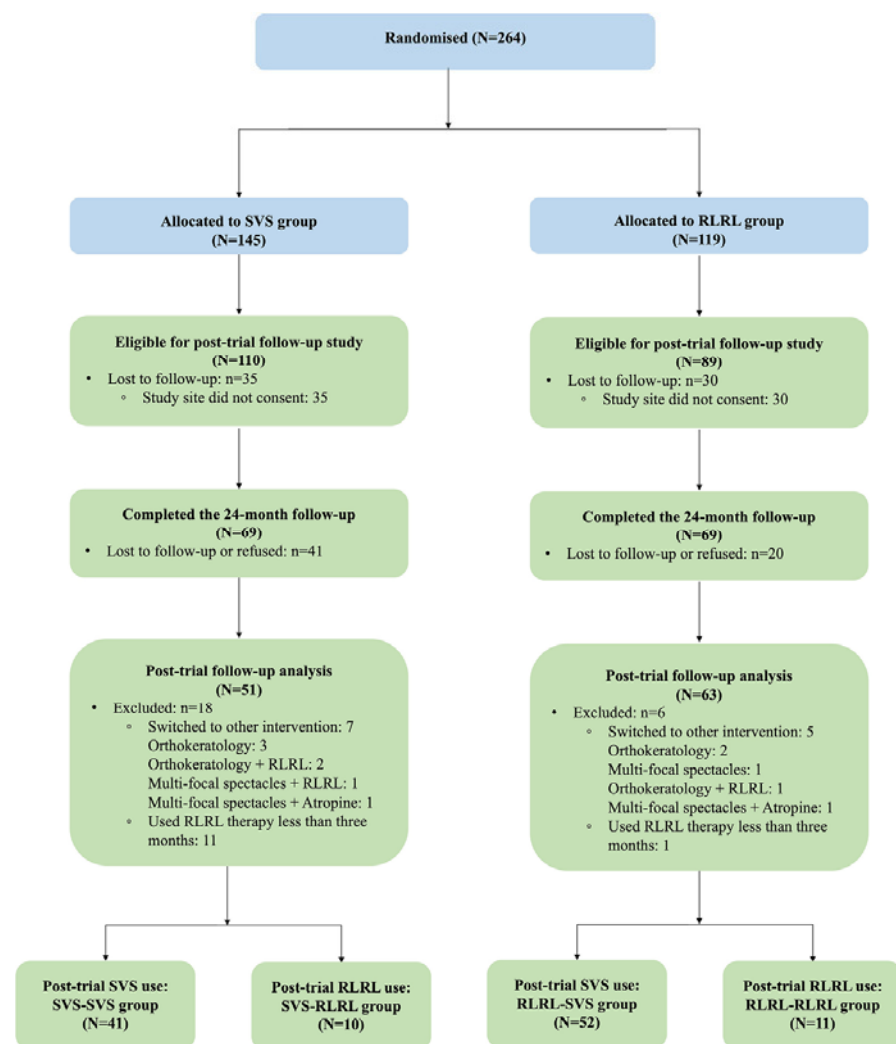 Randomised (N=264)
Allocated to SVS group
(N=145)
Allocated to RLRL group
(N=119)
Eligible for post-trial follow-up study
(N=110)
• Lost to follow-up: n=35
◦ Study site did not consent: 35
Eligible for post-trial follow-up study
(N=89)
• Lost to follow-up: n=30
◦ Study site did not consent: 30
Completed the 24-month follow-up
(N=69)
• Lost to follow-up or refused: n=41
Completed the 24-month follow-up
(N=69)
• Lost to follow-up or refused: n=20
Post-trial follow-up analysis
(N=51)
• Excluded: n=18
◦ Switched to other intervention: 7
Orthokeratology: 3
Orthokeratology + RLRL: 2
Multi-focal spectacles + RLRL: 1
Multi-focal spectacles + Atropine: 1
◦ Used RLRL therapy less than three
months: 11
Post-trial follow-up analysis
(N=63)
• Excluded: n=6
◦ Switched to other intervention: 5
Orthokeratology: 2
Multi-focal spectacles: 1
Orthokeratology + RLRL: 1
Multi-focal spectacles + Atropine: 1
◦ Used RLRL therapy less than three
months: 1
Post-trial SVS use:
SVS-SVS group
(N=41)
Post-trial RLRL use:
SVS-RLRL group
(N=10)
Post-trial SVS use:
RLRL-SVS group
(N=52)
Post-trial RLRL use:
RLRL-RLRL group
(N=11)